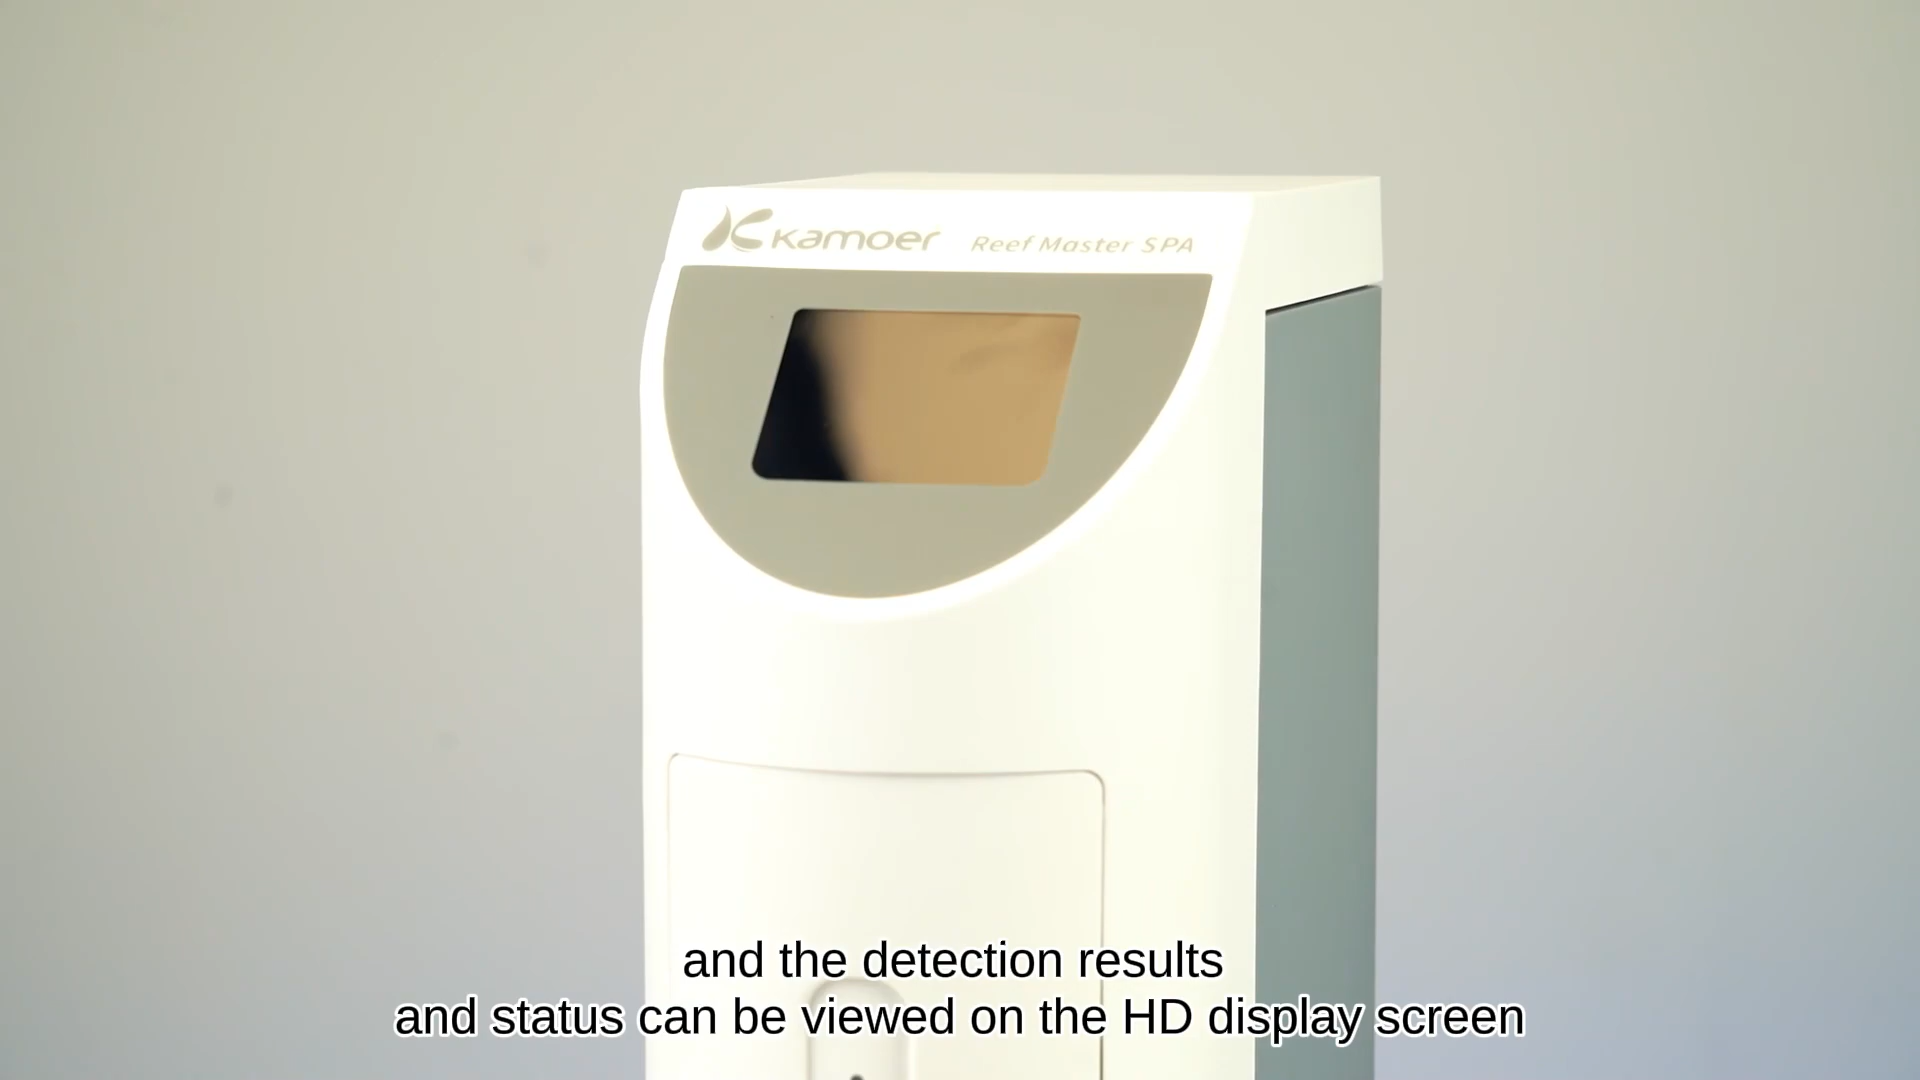 Kamoer Reef Master SPA
and the detection results
and status can be viewed on the HD display screen